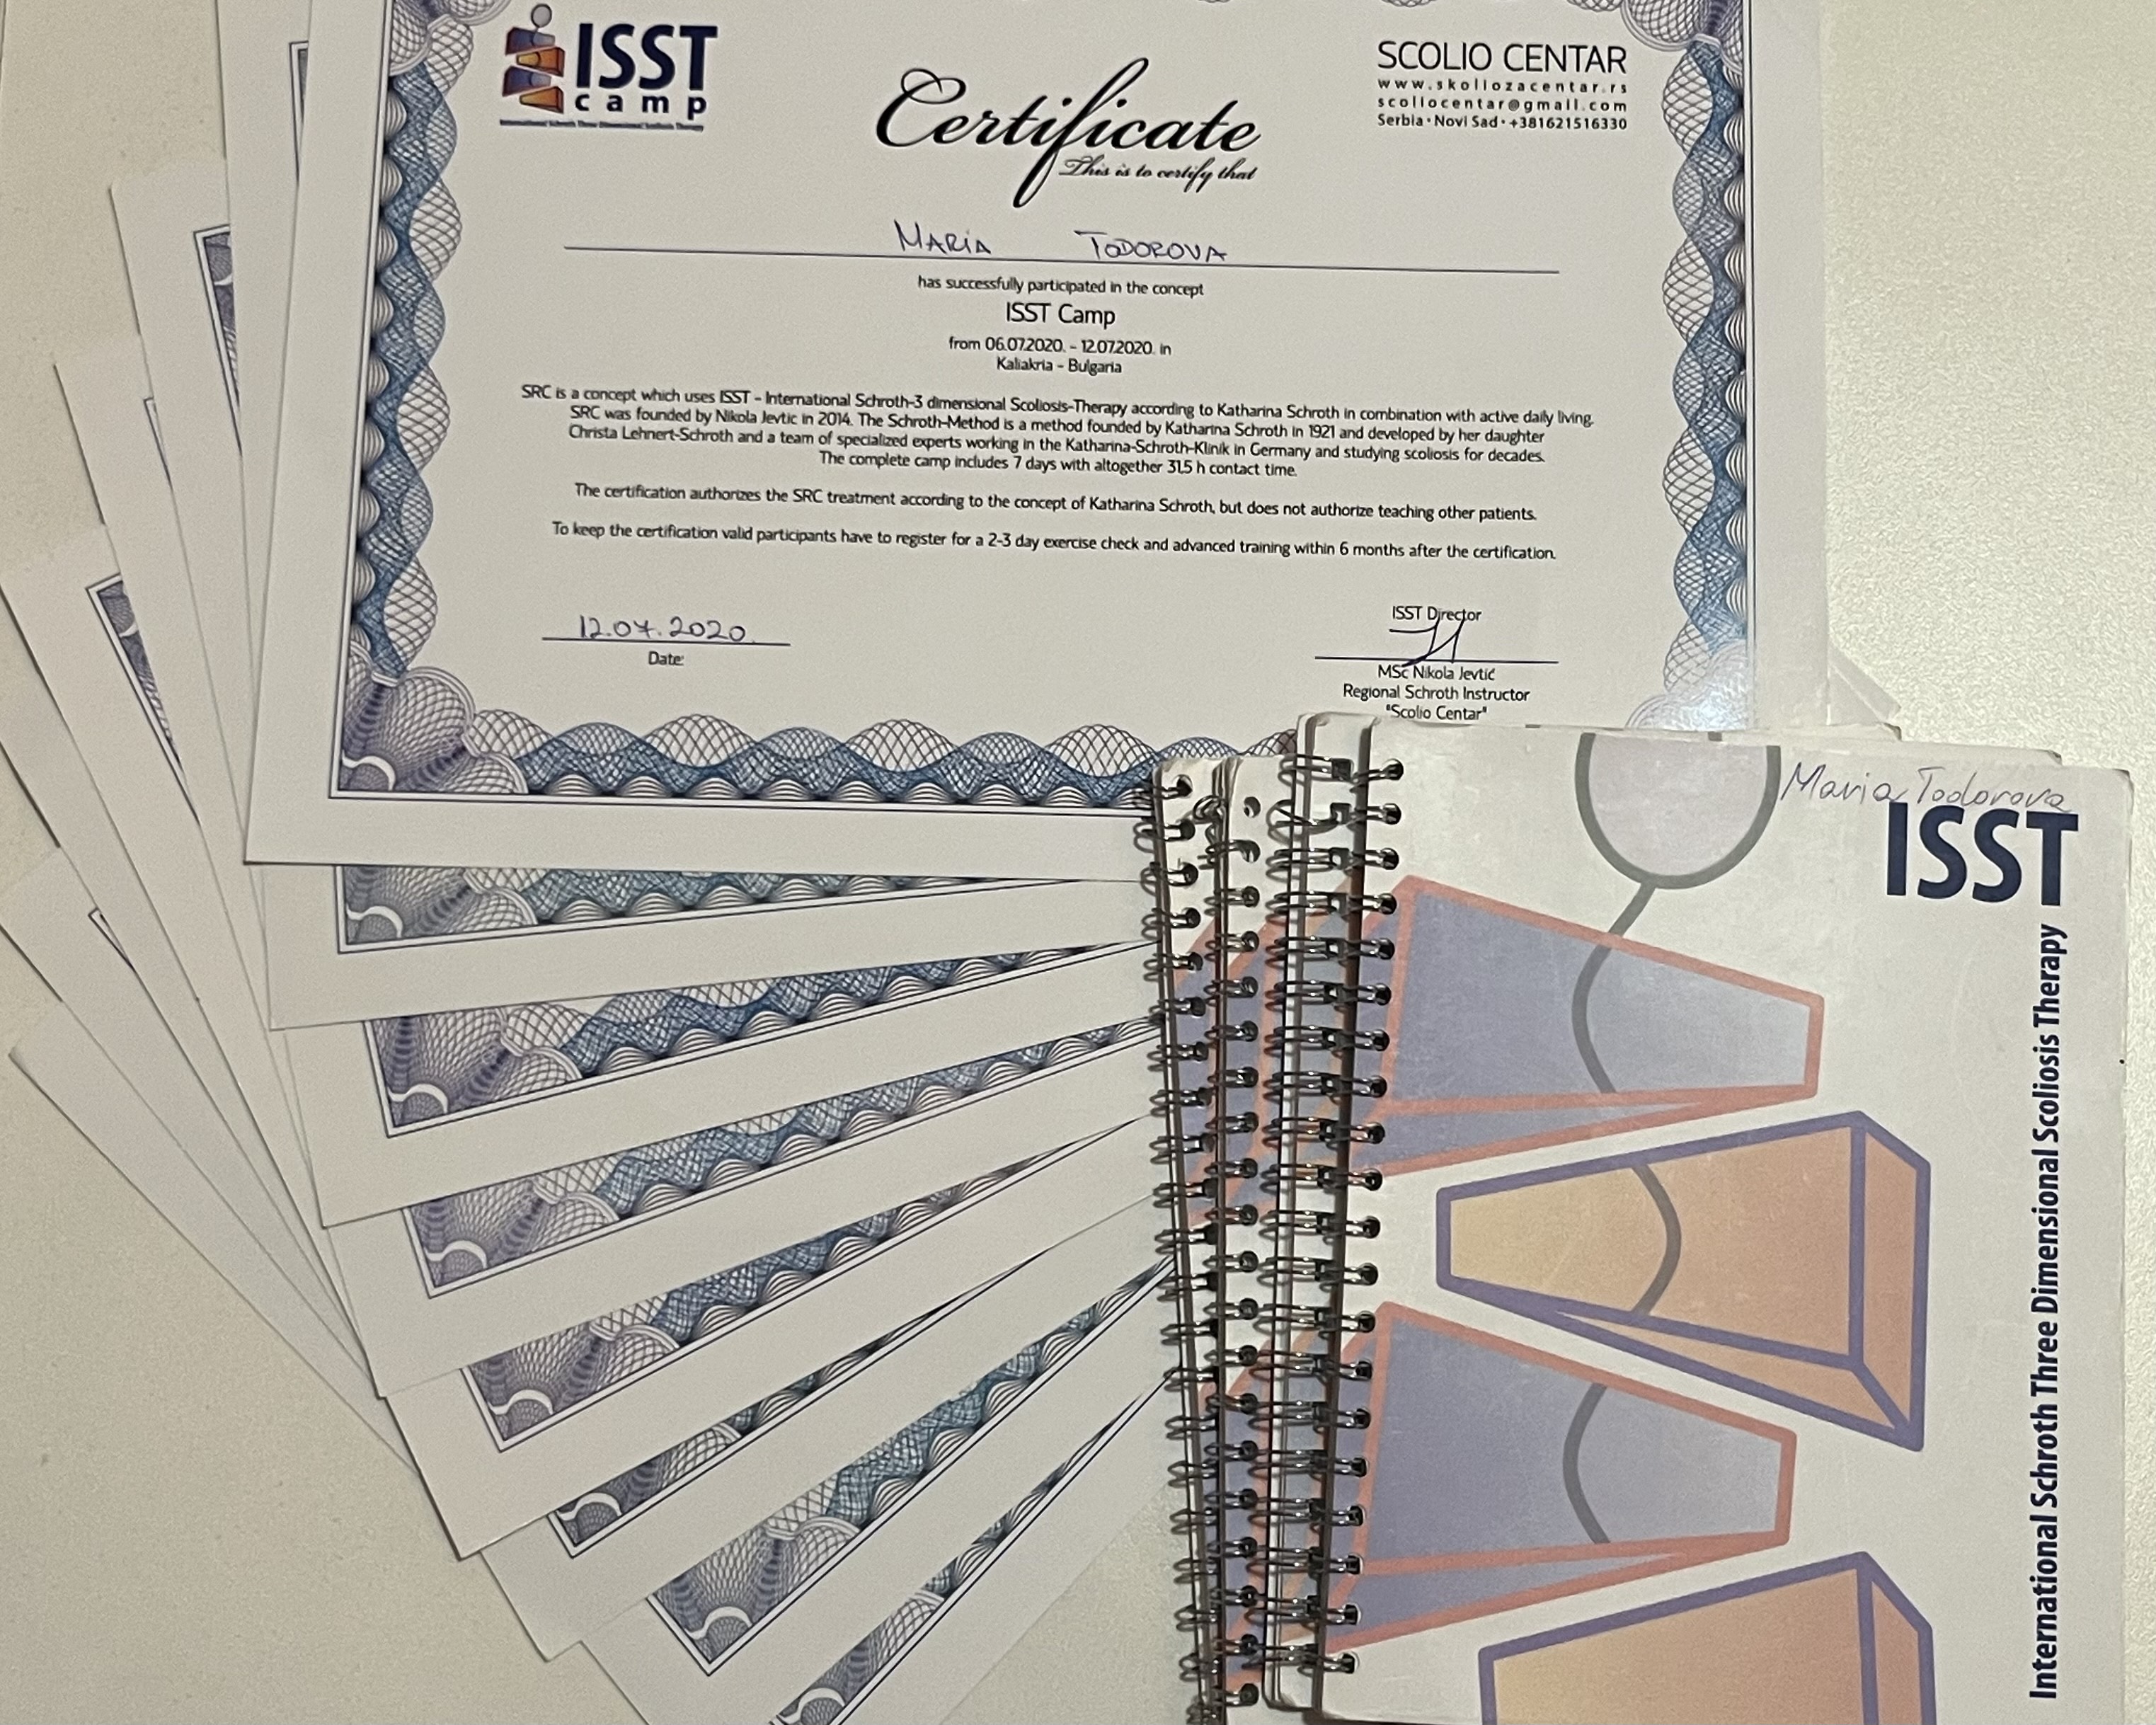 ISST
camp
International Schroth Three Dimensional Scoliosis Therapy
SCOLIO CENTAR
www.skoliozacentar.rs
scoliocentar@gmail.com
Serbia · Novi Sad · +381621516330
Certificate
This is to certify that
MARIA TODOROVA
has successfully participated in the concept
ISST Camp
from 06.07.2020. - 12.07.2020. in
Kaliakria - Bulgaria
SRC is a concept which uses ISST - International Schroth-3 dimensional Scoliosis-Therapy according to Katharina Schroth in combination with active daily living.
SRC was founded by Nikola Jevtic in 2014. The Schroth-Method is a method founded by Katharina Schroth in 1921 and developed by her daughter
Christa Lehnert-Schroth and a team of specialized experts working in the Katharina-Schroth-Klinik in Germany and studying scoliosis for decades.
The complete camp includes 7 days with altogether 31,5 h contact time.
The certification authorizes the SRC treatment according to the concept of Katharina Schroth, but does not authorize teaching other patients.
To keep the certification valid participants have to register for a 2-3 day exercise check and advanced training within 6 months after the certification.
12.07.2020.
Date:
ISST Director
MSc Nikola Jevtić
Regional Schroth Instructor
"Scolio Centar"
Maria Todorova
ISST
International Schroth Three Dimensional Scoliosis Therapy